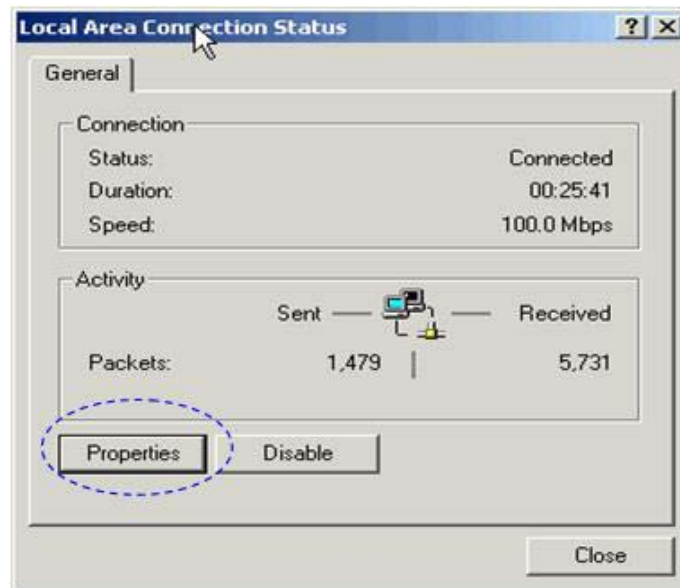 Local Area Connection Status
General
Connection
Status: Connected
Duration: 00:25:41
Speed: 100.0 Mbps
Activity
Sent Received
Packets: 1,479 5,731
Properties Disable
Close